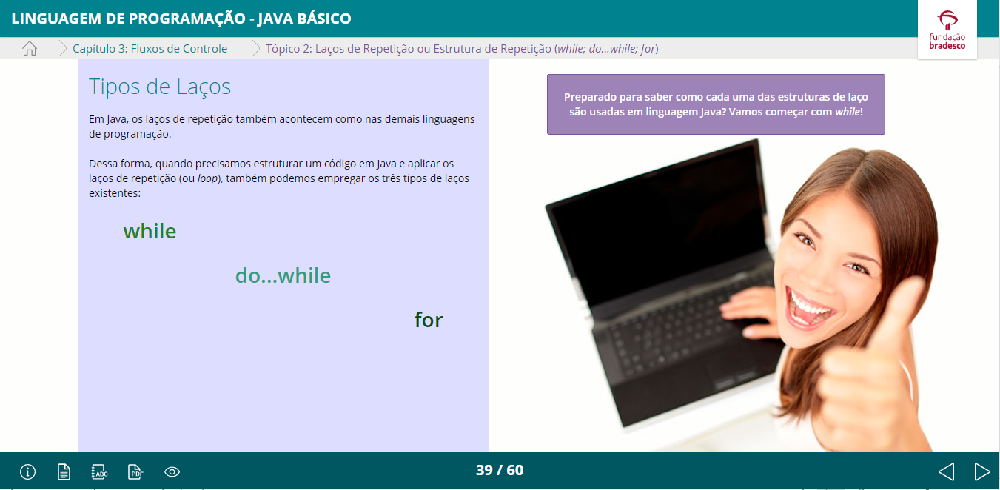 LINGUAGEM DE PROGRAMAÇÃO - JAVA BÁSICO
fundação
bradesco
Capítulo 3: Fluxos de Controle
Tópico 2: Laços de Repetição ou Estrutura de Repetição (while; do...while; for)
Tipos de Laços
Em Java, os laços de repetição também acontecem como nas demais linguagens
de programação.
Dessa forma, quando precisamos estruturar um código em Java e aplicar os
laços de repetição (ou loop), também podemos empregar os três tipos de laços
existentes:
while
do...while
for
Preparado para saber como cada uma das estruturas de laço
são usadas em linguagem Java? Vamos começar com while!
ABC
PDF
39 / 60